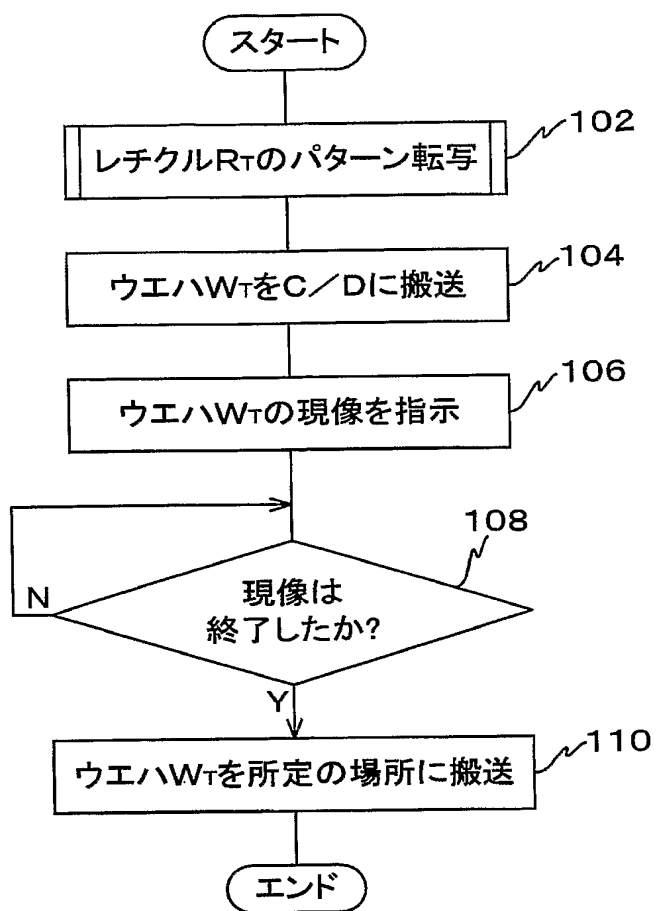 スタート
レチクルRTのパターン転写
102
ウエハWTをC/Dに搬送
104
ウエハWTの現像を指示
106
108
現像は
終了したか?
N
Y
ウエハWTを所定の場所に搬送
110
エンド